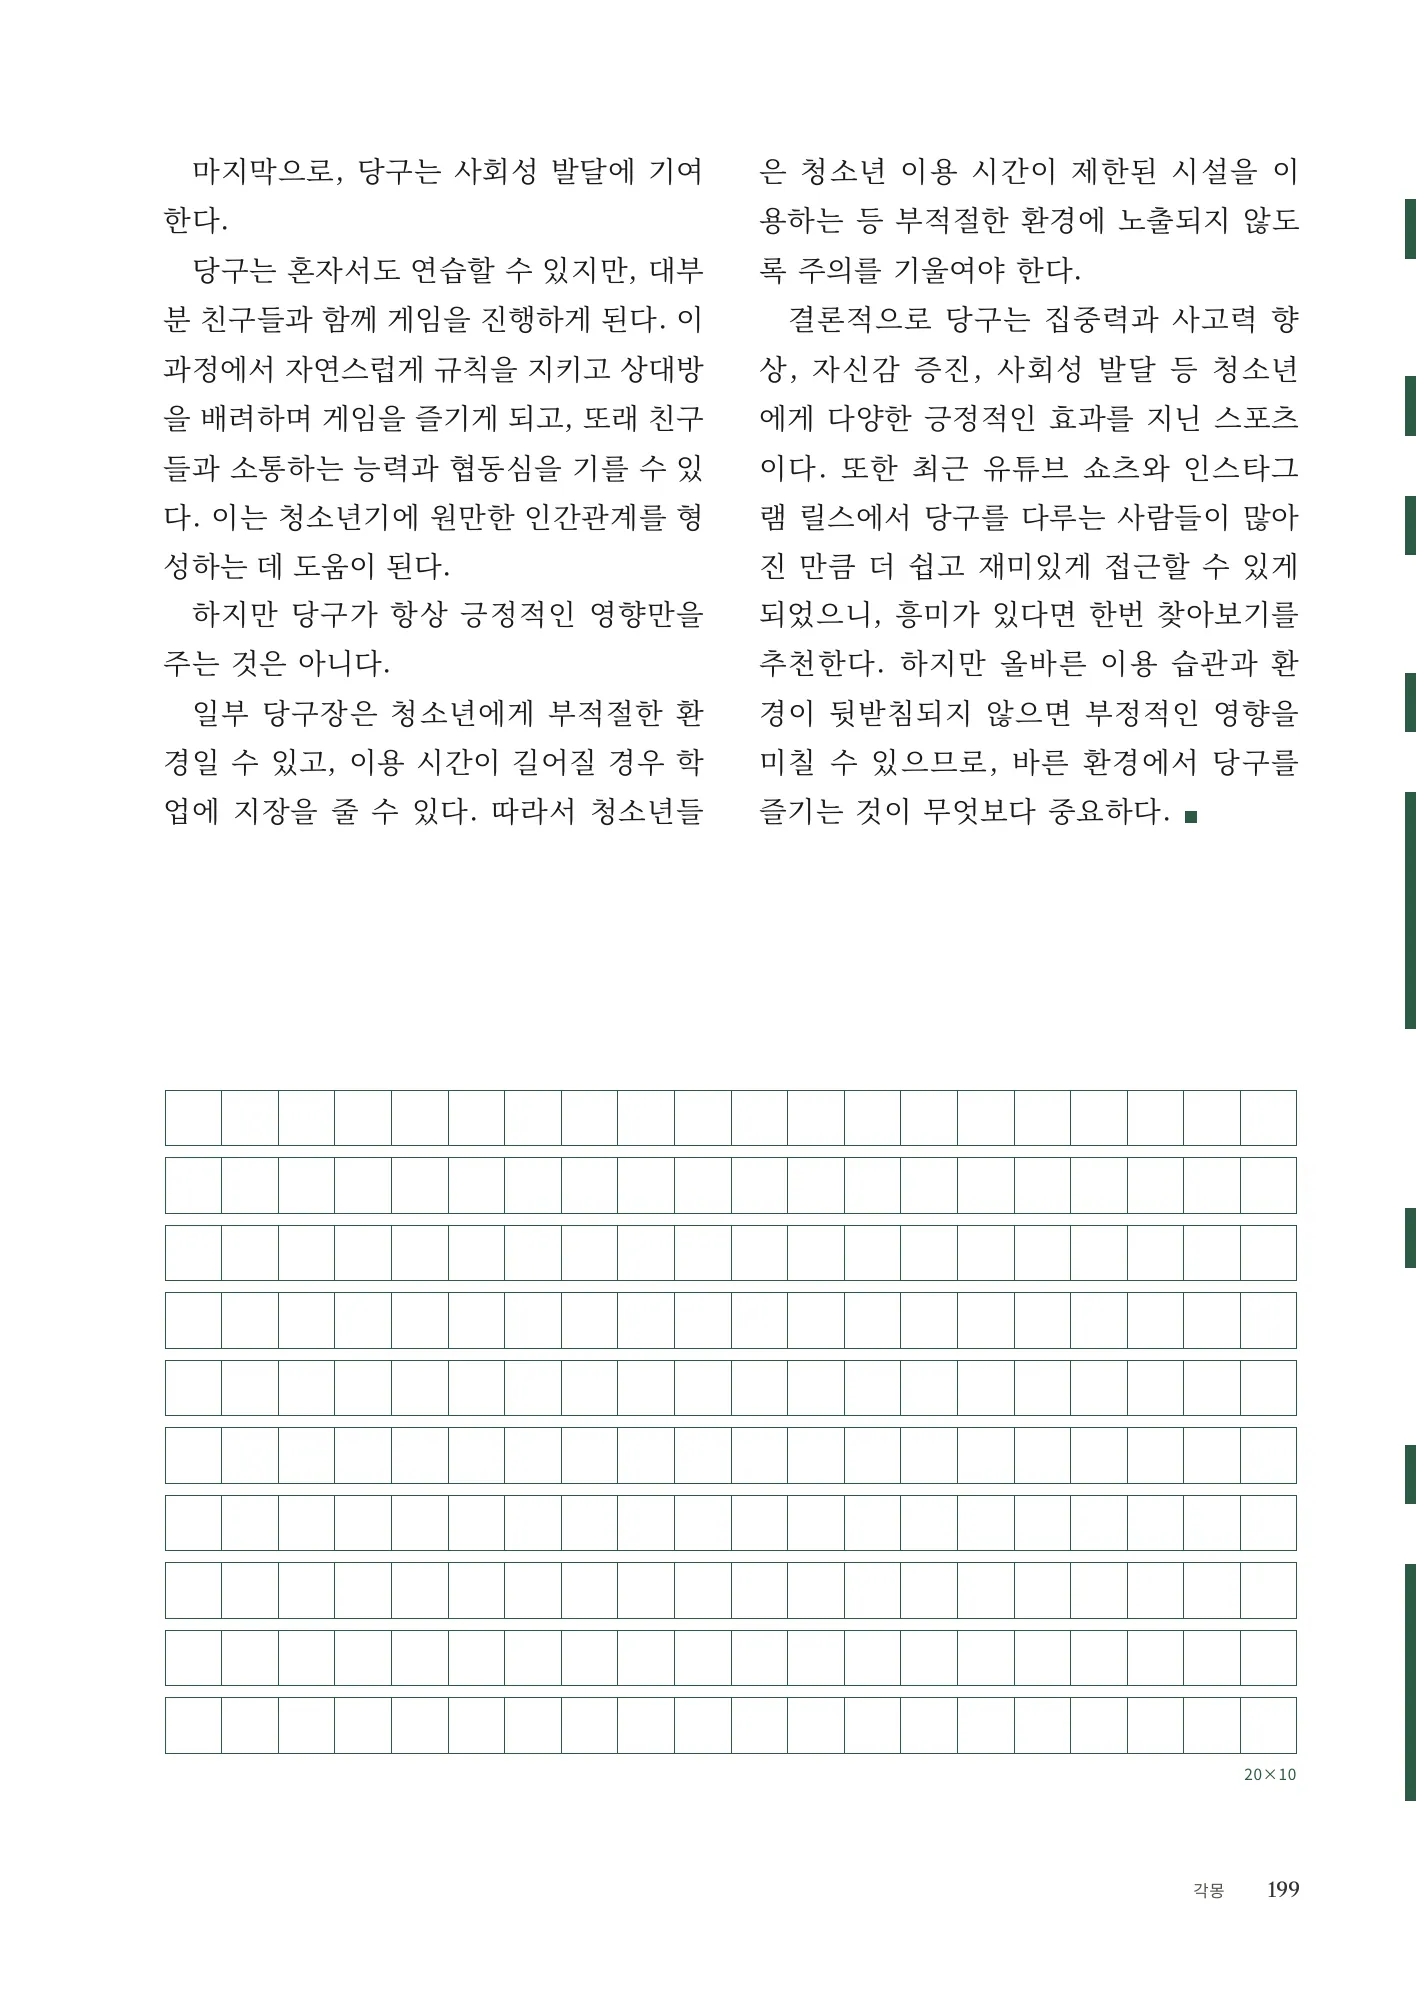 마지막으로, 당구는 사회성 발달에 기여
한다.
당구는 혼자서도 연습할 수 있지만, 대부
분 친구들과 함께 게임을 진행하게 된다. 이
과정에서 자연스럽게 규칙을 지키고 상대방
을 배려하며 게임을 즐기게 되고, 또래 친구
들과 소통하는 능력과 협동심을 기를 수 있
다. 이는 청소년기에 원만한 인간관계를 형
성하는 데 도움이 된다.
하지만 당구가 항상 긍정적인 영향만을
주는 것은 아니다.
일부 당구장은 청소년에게 부적절한 환
경일 수 있고, 이용 시간이 길어질 경우 학
업에 지장을 줄 수 있다. 따라서 청소년들
은 청소년 이용 시간이 제한된 시설을 이
용하는 등 부적절한 환경에 노출되지 않도
록 주의를 기울여야 한다.
결론적으로 당구는 집중력과 사고력 향
상, 자신감 증진, 사회성 발달 등 청소년
에게 다양한 긍정적인 효과를 지닌 스포츠
이다. 또한 최근 유튜브 쇼츠와 인스타그
램 릴스에서 당구를 다루는 사람들이 많아
진 만큼 더 쉽고 재미있게 접근할 수 있게
되었으니, 흥미가 있다면 한번 찾아보기를
추천한다. 하지만 올바른 이용 습관과 환
경이 뒷받침되지 않으면 부정적인 영향을
미칠 수 있으므로, 바른 환경에서 당구를
즐기는 것이 무엇보다 중요하다. ■
20×10
각몽 199